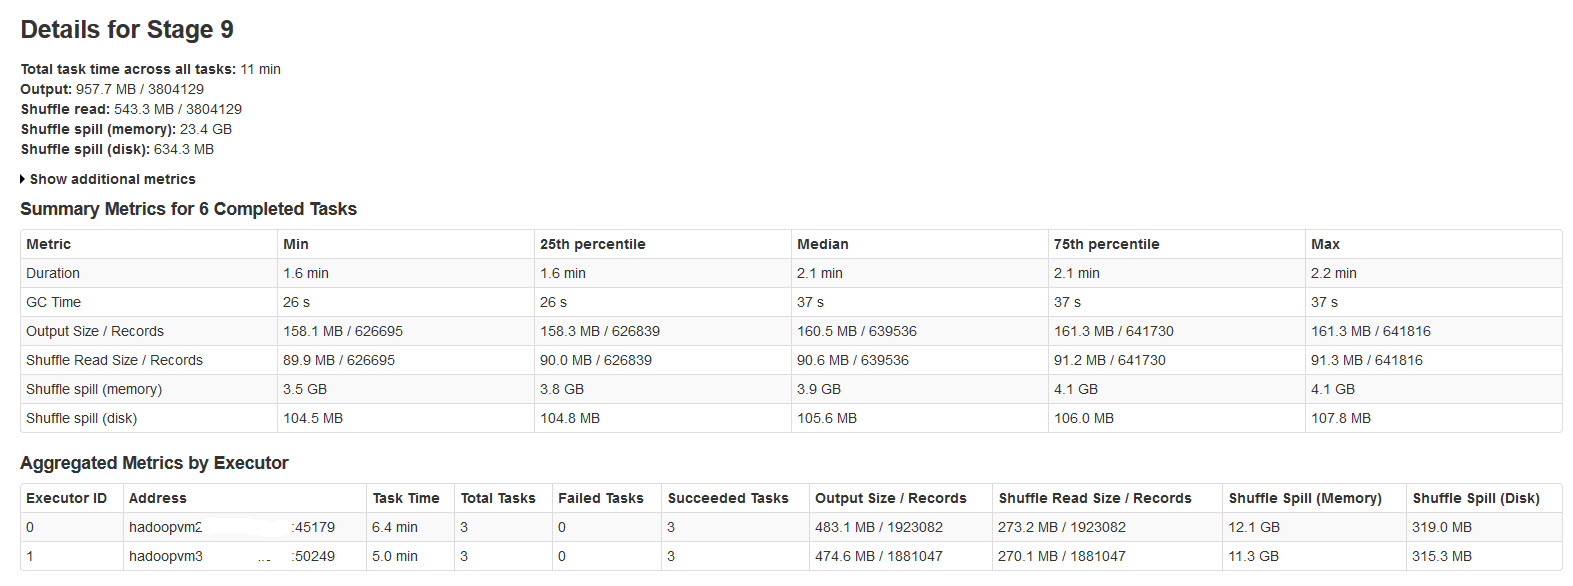 Details for Stage 9
Total task time across all tasks: 11 min
Output: 957.7 MB / 3804129
Shuffle read: 543.3 MB / 3804129
Shuffle spill (memory): 23.4 GB
Shuffle spill (disk): 634.3 MB
Show additional metrics
Summary Metrics for 6 Completed Tasks
Metric Min 25th percentile Median 75th percentile Max
Duration 1.6 min 1.6 min 2.1 min 2.1 min 2.2 min
GC Time 26 s 26 s 37 s 37 s 37 s
Output Size / Records 158.1 MB / 626695 158.3 MB / 626839 160.5 MB / 639536 161.3 MB / 641730 161.3 MB / 641816
Shuffle Read Size / Records 89.9 MB / 626695 90.0 MB / 626839 90.6 MB / 639536 91.2 MB / 641730 91.3 MB / 641816
Shuffle spill (memory) 3.5 GB 3.8 GB 3.9 GB 4.1 GB 4.1 GB
Shuffle spill (disk) 104.5 MB 104.8 MB 105.6 MB 106.0 MB 107.8 MB
Aggregated Metrics by Executor
Executor ID Address Task Time Total Tasks Failed Tasks Succeeded Tasks Output Size / Records Shuffle Read Size / Records Shuffle Spill (Memory) Shuffle Spill (Disk)
0 hadoopvm2 :45179 6.4 min 3 0 3 483.1 MB / 1923082 273.2 MB / 1923082 12.1 GB 319.0 MB
1 hadoopvm3 :50249 5.0 min 3 0 3 474.6 MB / 1881047 270.1 MB / 1881047 11.3 GB 315.3 MB